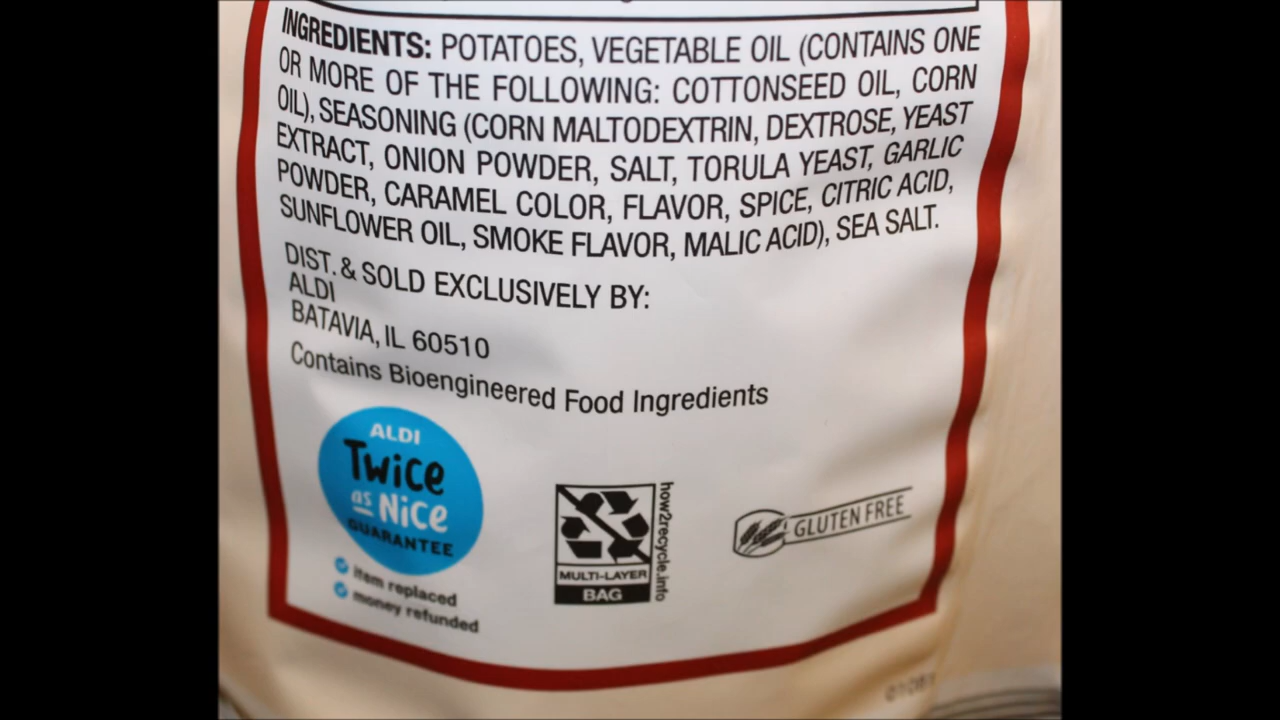 INGREDIENTS: POTATOES, VEGETABLE OIL (CONTAINS ONE
OR MORE OF THE FOLLOWING: COTTONSEED OIL, CORN
OIL), SEASONING (CORN MALTODEXTRIN, DEXTROSE, YEAST
EXTRACT, ONION POWDER, SALT, TORULA YEAST, GARLIC
POWDER, CARAMEL COLOR, FLAVOR, SPICE, CITRIC ACID,
SUNFLOWER OIL, SMOKE FLAVOR, MALIC ACID), SEA SALT.
DIST. & SOLD EXCLUSIVELY BY:
ALDI
BATAVIA, IL 60510
Contains Bioengineered Food Ingredients
ALDI
Twice
as Nice
GUARANTEE
item replaced
money refunded
MULTI-LAYER
BAG
how2recycle.info
GLUTEN FREE